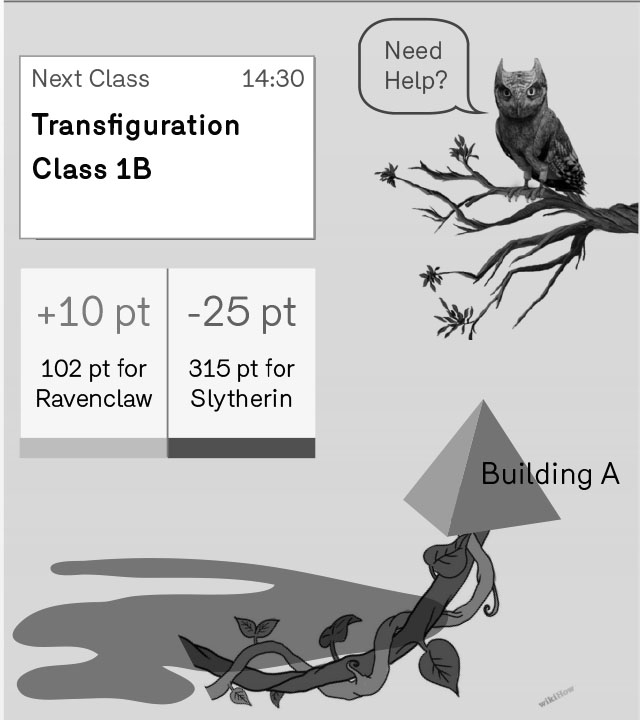 Next Class 14:30
Transfiguration
Class 1B
Need
Help?
+10 pt
102 pt for
Ravenclaw
-25 pt
315 pt for
Slytherin
Building A
wikiHow